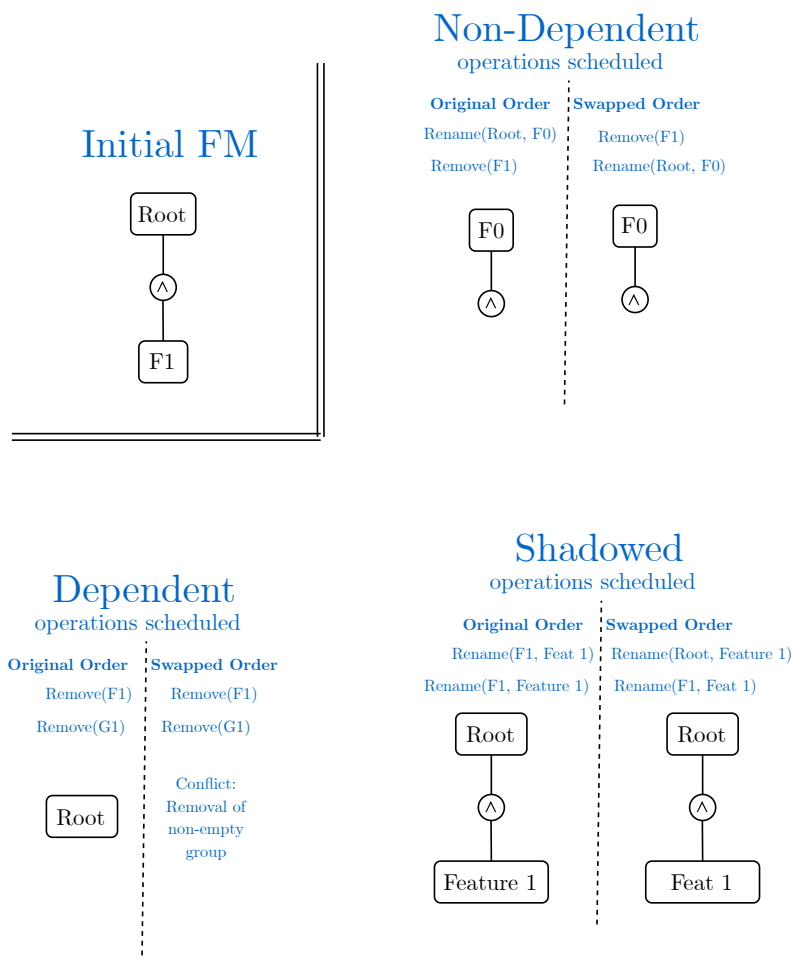 Initial FM
Root
∧
F1
Non-Dependent
operations scheduled
Original Order
Rename(Root, F0)
Remove(F1)
F0
∧
Swapped Order
Remove(F1)
Rename(Root, F0)
F0
∧
Dependent
operations scheduled
Original Order
Remove(F1)
Remove(G1)
Root
Swapped Order
Remove(F1)
Remove(G1)
Conflict:
Removal of
non-empty
group
Shadowed
operations scheduled
Original Order
Rename(F1, Feat 1)
Rename(F1, Feature 1)
Root
∧
Feature 1
Swapped Order
Rename(Root, Feature 1)
Rename(F1, Feat 1)
Root
∧
Feat 1